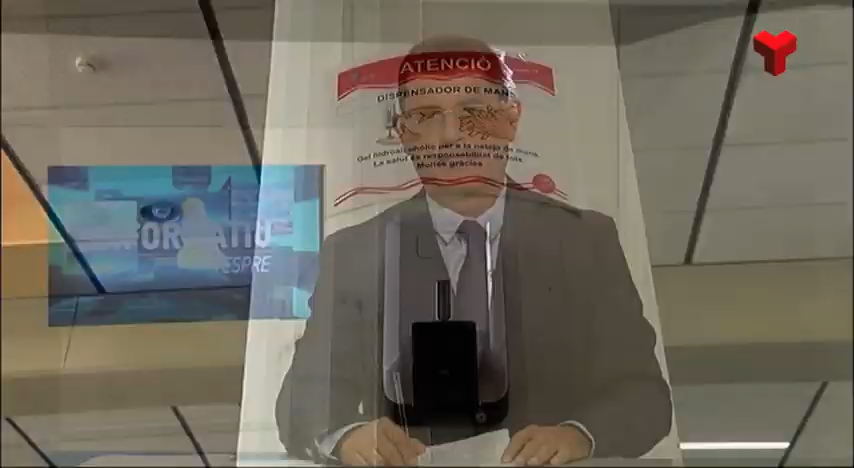 ATENCIÓ
DISPENSADOR DE MANS
Gel hidroalcohòlic per a la neteja de mans.
La salut és responsabilitat de tots.
Moltes gràcies
INFORMATIU
VESPRE